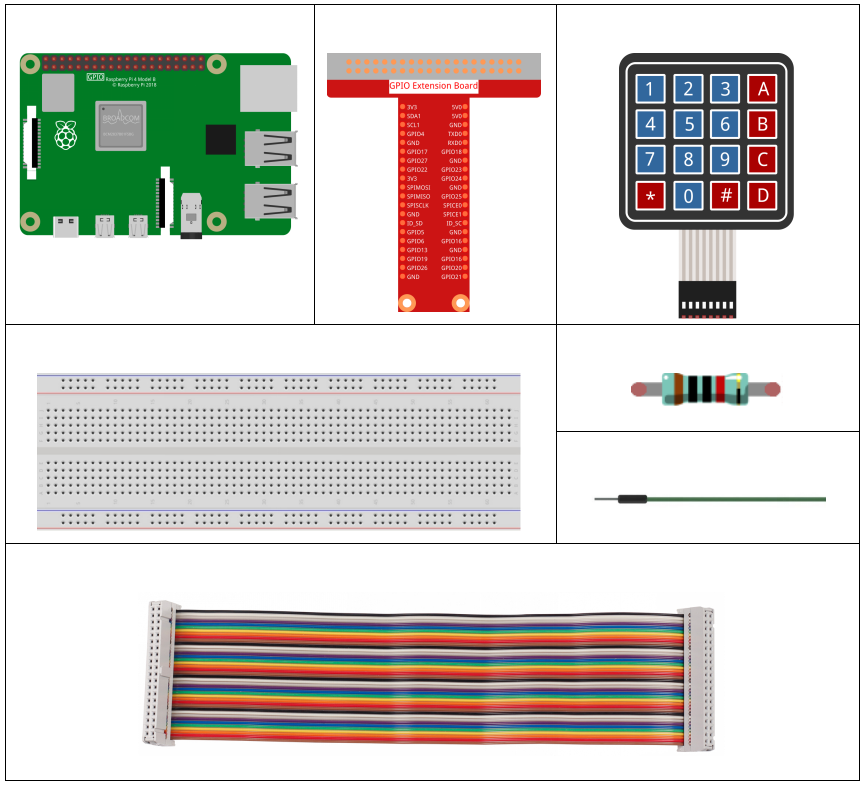 GPIO Raspberry Pi 4 Model B
© Raspberry Pi 2018
BROADCOM
GPIO Extension Board
3V3 5V0
SDA1 5V0
SCL1 GND
GPIO4 TXD0
GND RXD0
GPIO17 GPIO18
GPIO27 GND
GPIO22 GPIO23
3V3 GPIO24
SPIMOSI GND
SPIMISO GPIO25
SPISCLK SPICE0
GND SPICE1
ID_SD ID_SC
GPIO5 GND
GPIO6 GPIO16
GPIO13 GND
GPIO19 GPIO16
GPIO26 GPIO20
GND GPIO21
1 2 3 A
4 5 6 B
7 8 9 C
* 0 # D